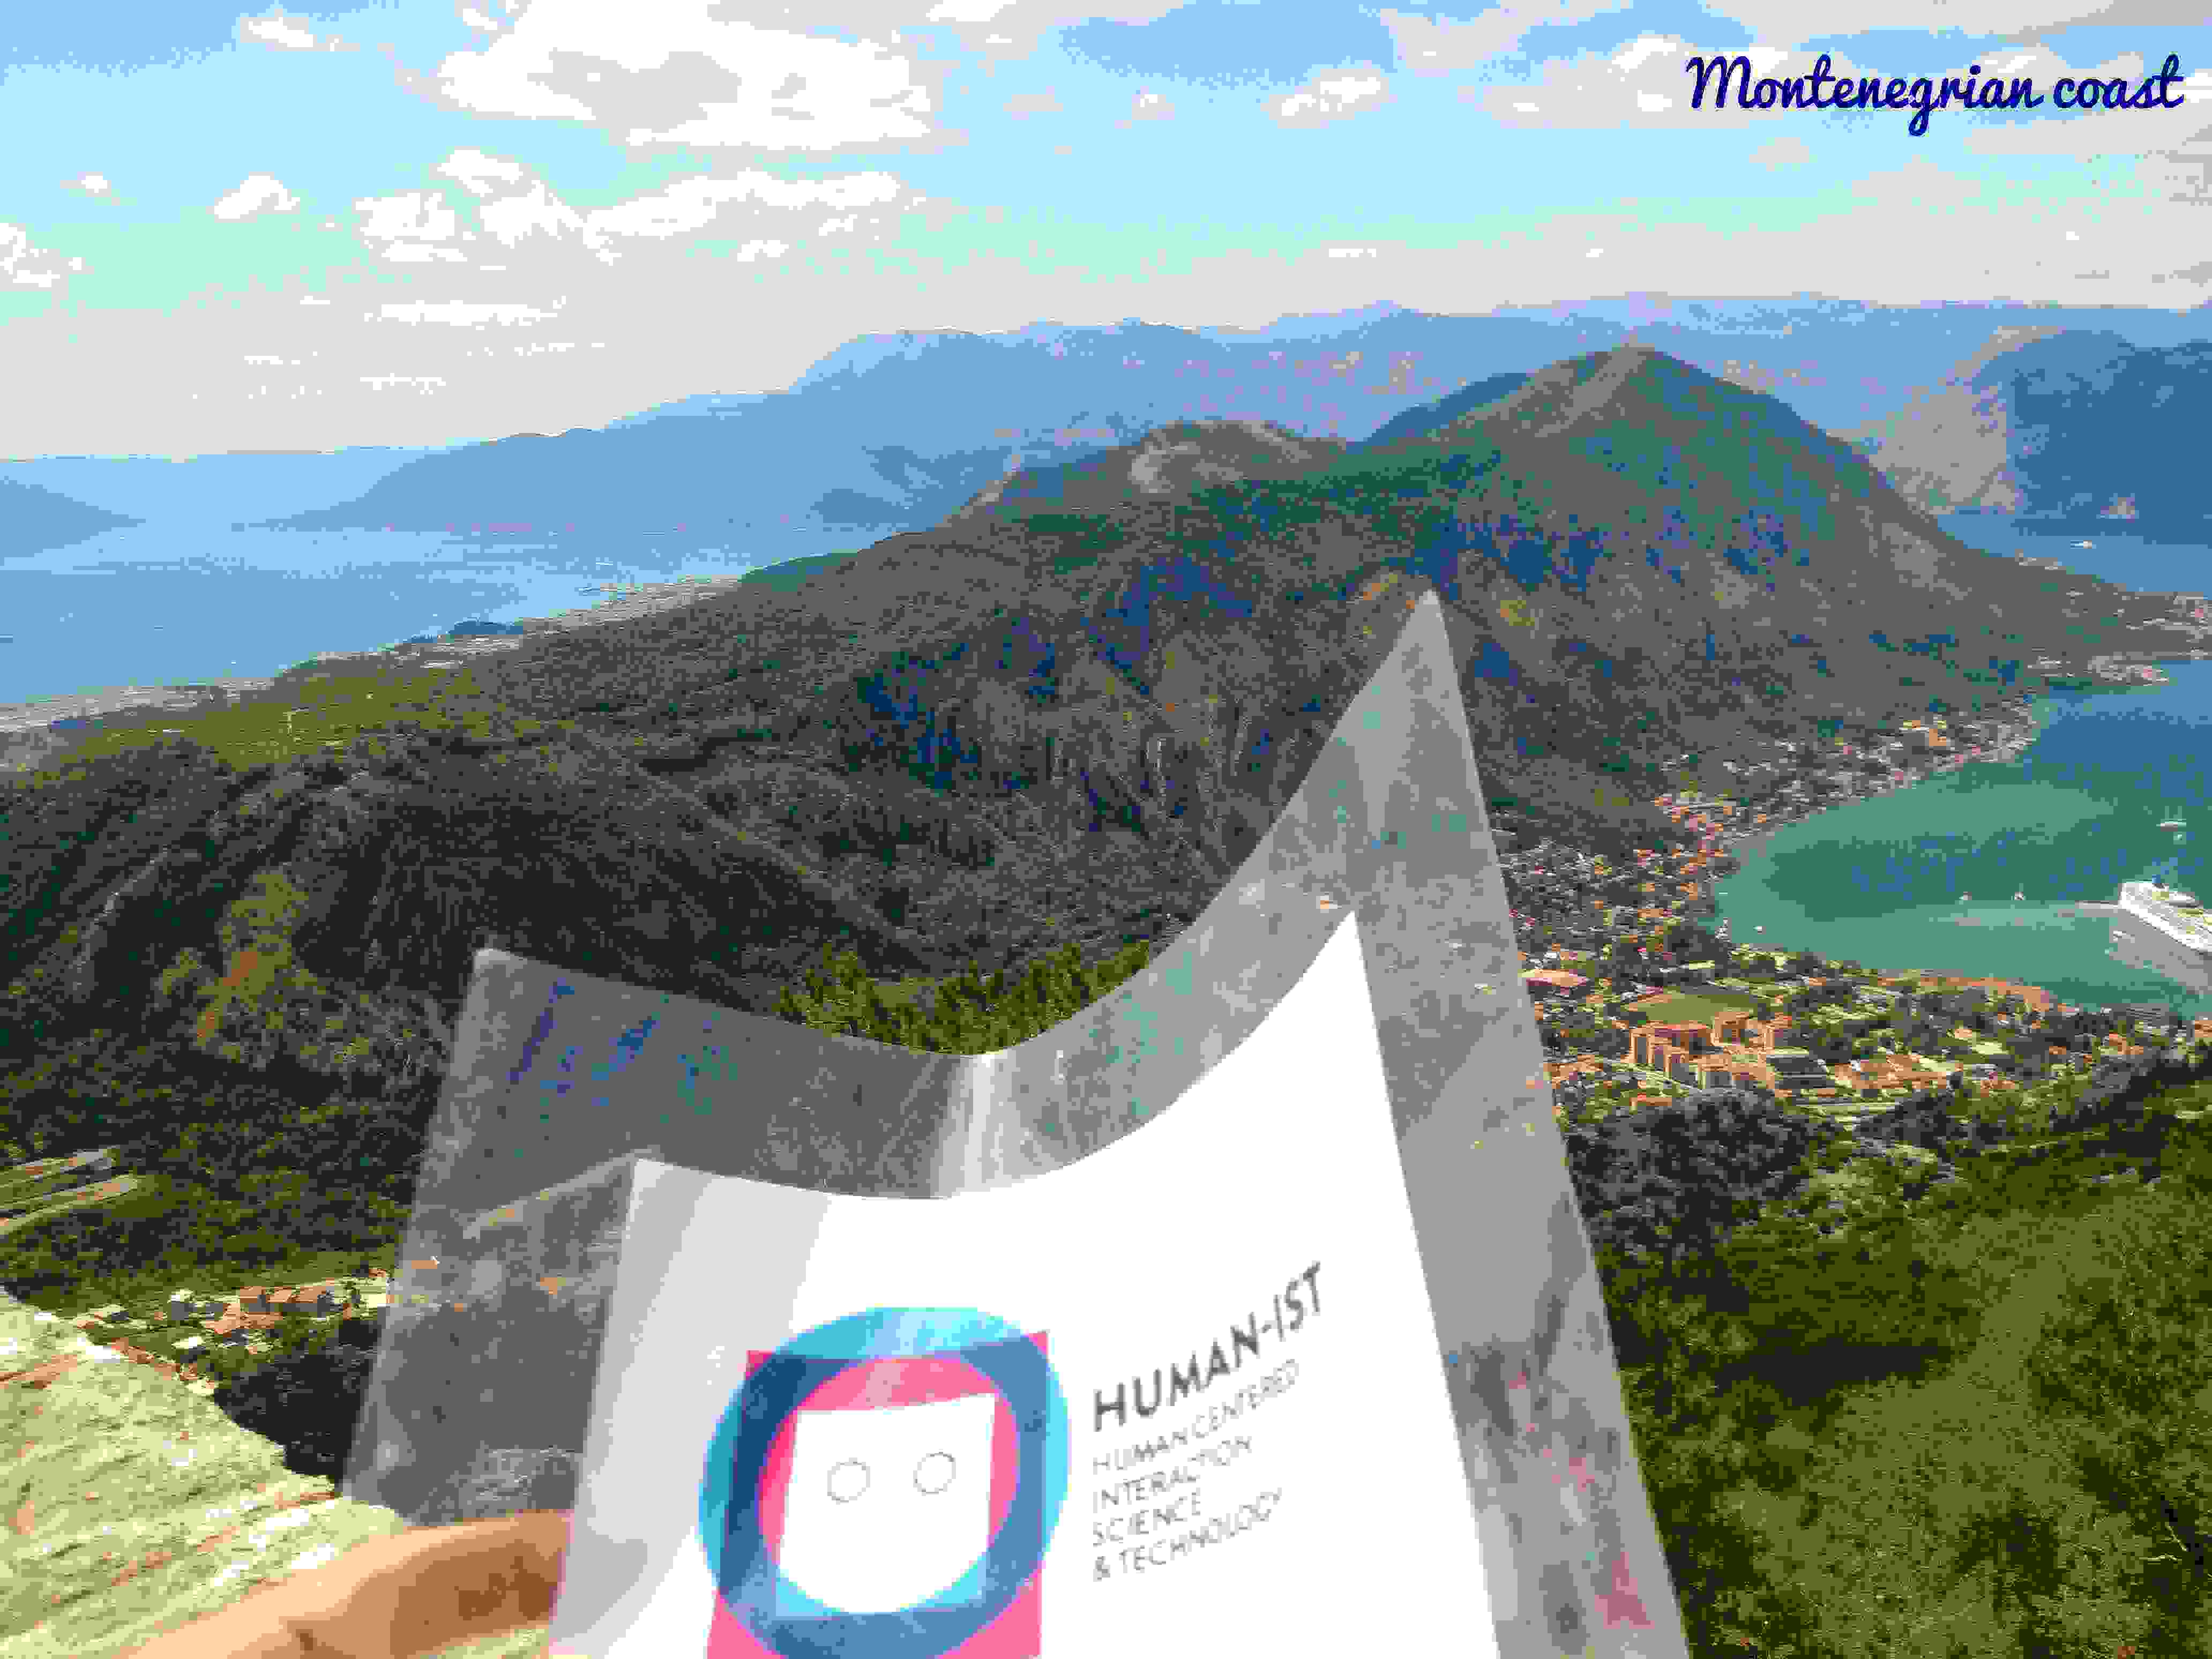 Montenegrian coast
HUMAN-IST
HUMAN CENTERED
INTERACTION
SCIENCE
& TECHNOLOGY